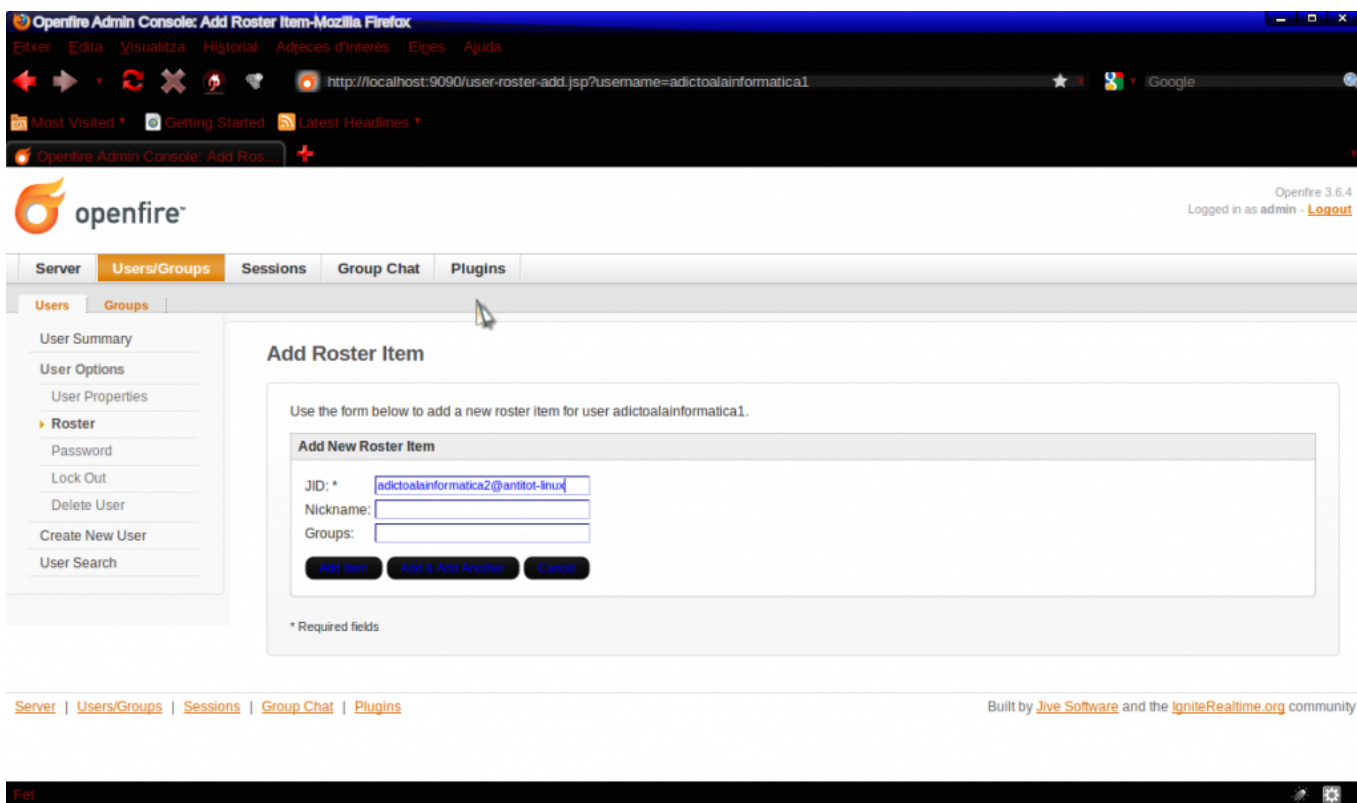 Openfire Admin Console: Add Roster Item-Mozilla Firefox
Fitxer Edita Visualitza Historial Adreces d'interès Eines Ajuda
http://localhost:9090/user-roster-add.jsp?username=adictoalainformatica1 Google
Most Visited Getting Started Latest Headlines
Openfire Admin Console: Add Ros...
openfire™
Openfire 3.6.4
Logged in as admin - Logout
Server Users/Groups Sessions Group Chat Plugins
Users Groups
User Summary
User Options
User Properties
Roster
Password
Lock Out
Delete User
Create New User
User Search
Add Roster Item
Use the form below to add a new roster item for user adictoalainformatica1.
Add New Roster Item
JID: * adictoalainformatica2@antitot-linux
Nickname:
Groups:
Add Item Add & Add Another Cancel
* Required fields
Server | Users/Groups | Sessions | Group Chat | Plugins
Built by Jive Software and the IgniteRealtime.org community
Fet